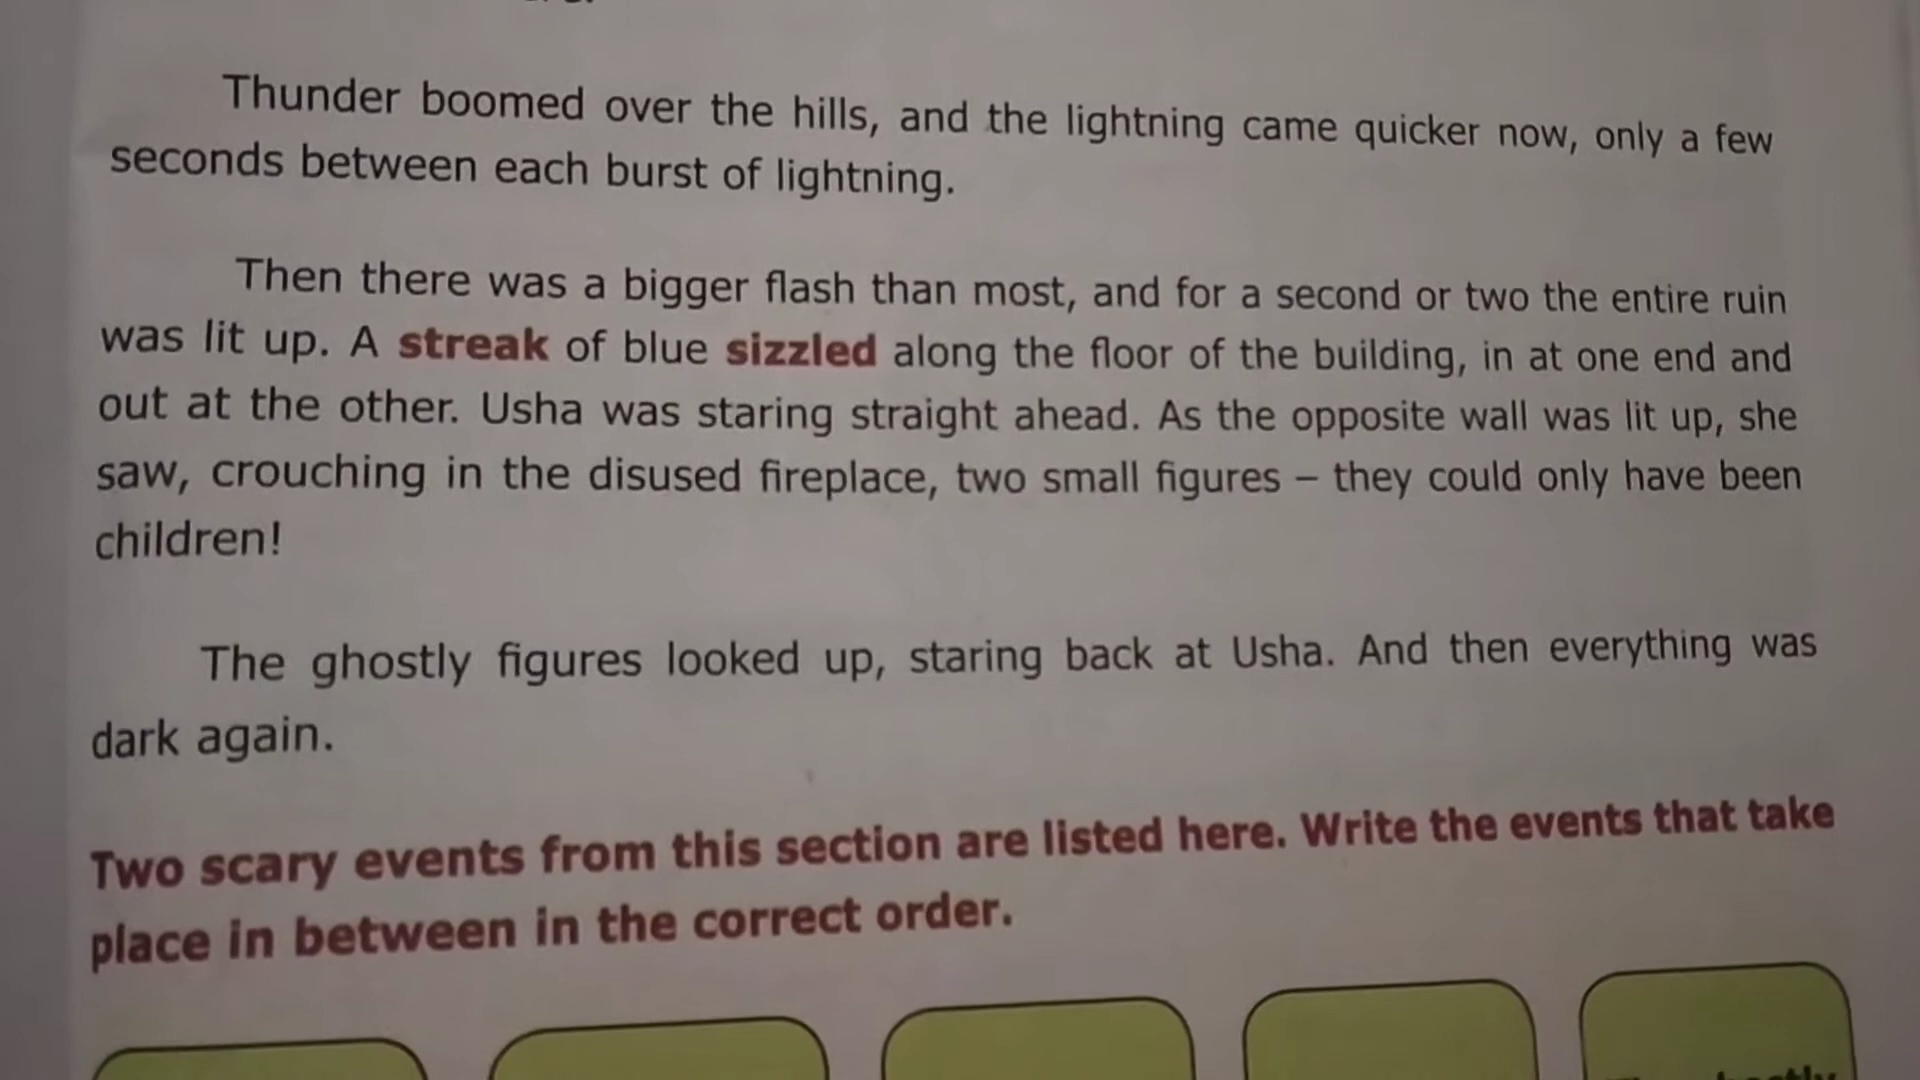 Thunder boomed over the hills, and the lightning came quicker now, only a few
seconds between each burst of lightning.
Then there was a bigger flash than most, and for a second or two the entire ruin
was lit up. A streak of blue sizzled along the floor of the building, in at one end and
out at the other. Usha was staring straight ahead. As the opposite wall was lit up, she
saw, crouching in the disused fireplace, two small figures – they could only have been
children!
The ghostly figures looked up, staring back at Usha. And then everything was
dark again.
Two scary events from this section are listed here. Write the events that take
place in between in the correct order.